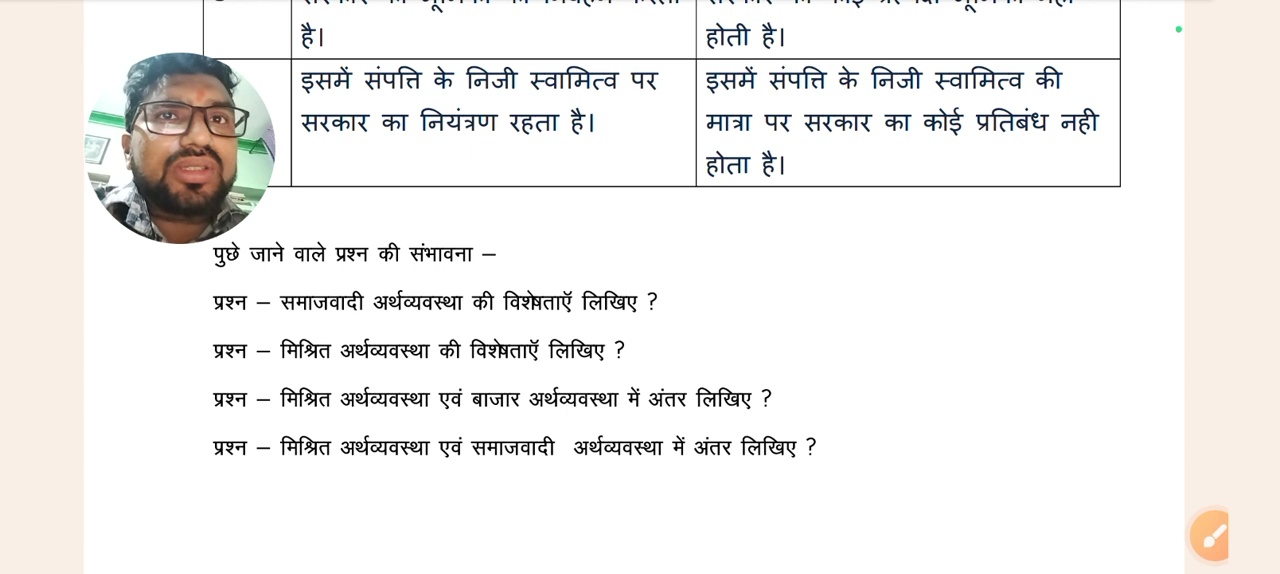 है।
होती है।
इसमें संपत्ति के निजी स्वामित्व पर
सरकार का नियंत्रण रहता है।
इसमें संपत्ति के निजी स्वामित्व की
मात्रा पर सरकार का कोई प्रतिबंध नही
होता है।
पुछे जाने वाले प्रश्न की संभावना –
प्रश्न – समाजवादी अर्थव्यवस्था की विशेषताऍ लिखिए ?
प्रश्न – मिश्रित अर्थव्यवस्था की विशेषताऍ लिखिए ?
प्रश्न – मिश्रित अर्थव्यवस्था एवं बाजार अर्थव्यवस्था में अंतर लिखिए ?
प्रश्न – मिश्रित अर्थव्यवस्था एवं समाजवादी अर्थव्यवस्था में अंतर लिखिए ?